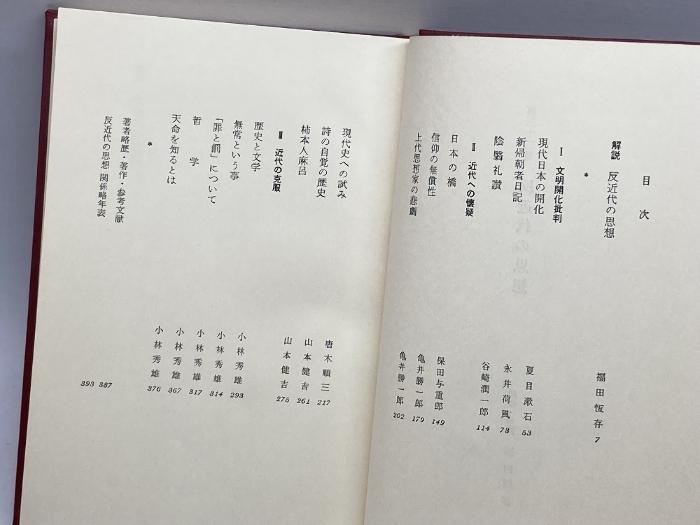 目次
解説 反近代の思想 福田恆存 7
＊
Ⅰ 文明開化批判
現代日本の開化 夏目漱石 53
新帰朝者日記 永井荷風 73
陰翳礼讃 谷崎潤一郎 114
Ⅱ 近代への懐疑
日本の橋 保田与重郎 149
信仰の無償性 亀井勝一郎 179
上代思想家の悲劇 亀井勝一郎 202
現代史への試み 唐木順三 217
詩の自覚の歴史 山本健吉 261
柿本人麻呂 山本健吉 275
Ⅲ 近代の克服
歴史と文学 小林秀雄 293
無常という事 小林秀雄 314
「罪と罰」について 小林秀雄 317
哲学 小林秀雄 367
天命を知るとは 小林秀雄 376
＊
著者略歴・著作・参考文献 387
反近代の思想 関係略年表 393